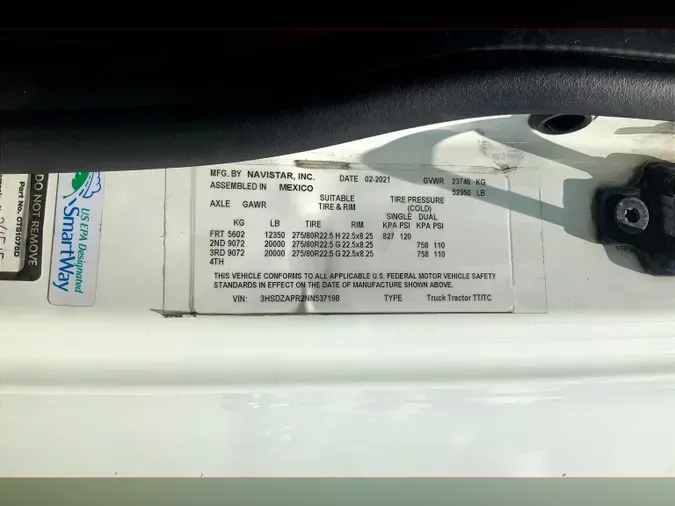 MFG. BY NAVISTAR, INC. DATE 02-2021 GVWR 23746 KG
ASSEMBLED IN MEXICO 52350 LB
AXLE GAWR SUITABLE TIRE PRESSURE
TIRE & RIM (COLD)
SINGLE DUAL
KG LB TIRE RIM KPA PSI KPA PSI
FRT 5602 12350 275/80R22.5 H 22.5x8.25 827 120
2ND 9072 20000 275/80R22.5 G 22.5x8.25 758 110
3RD 9072 20000 275/80R22.5 G 22.5x8.25 758 110
4TH
THIS VEHICLE CONFORMS TO ALL APPLICABLE U.S. FEDERAL MOTOR VEHICLE SAFETY
STANDARDS IN EFFECT ON THE DATE OF MANUFACTURE SHOWN ABOVE.
VIN: 3HSDZAPR2NN537198 TYPE Truck Tractor TT/TC
US EPA Designated
SmartWay
DO NOT REMOVE
Part No. CTS1075D